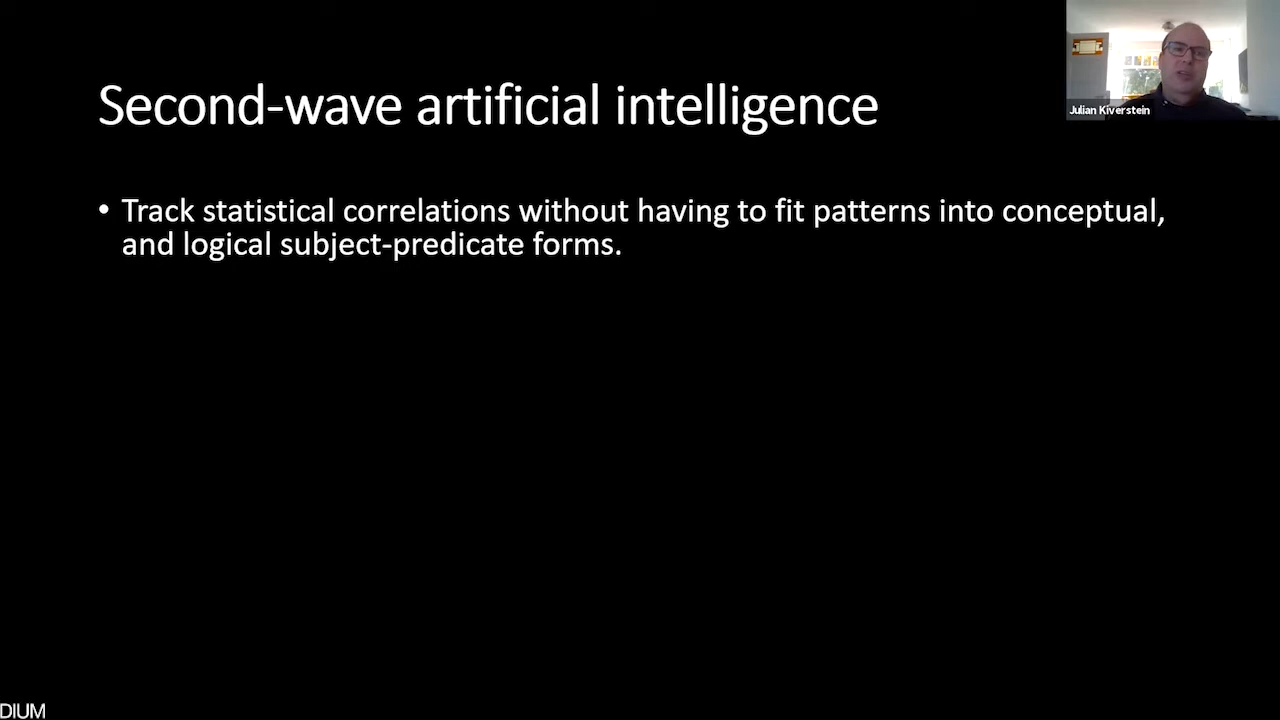 Second-wave artificial intelligence
Julian Kiverstein
• Track statistical correlations without having to fit patterns into conceptual,
and logical subject-predicate forms.
DIUM